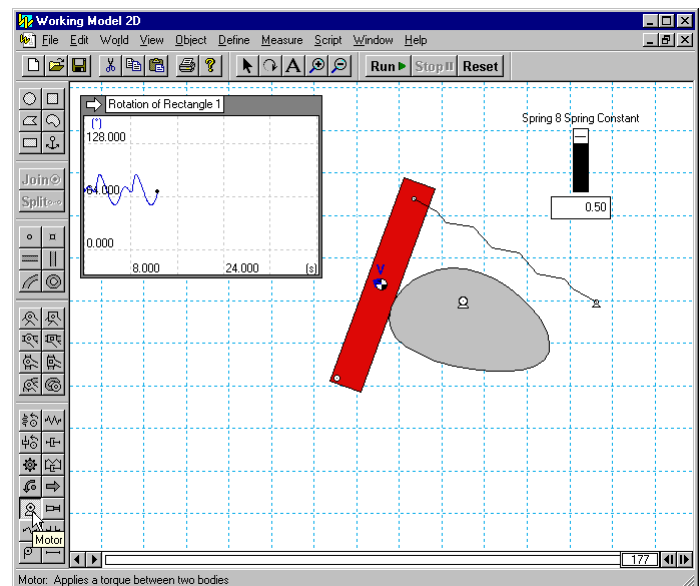 Working Model 2D
File Edit World View Object Define Measure Script Window Help
A ? Run Stop Reset
Rotation of Rectangle 1
(°)
128.000
64.000
0.000
8.000 24.000 (s)
Spring 8 Spring Constant
0.50
Join
Split
V
Motor
177
Motor: Applies a torque between two bodies